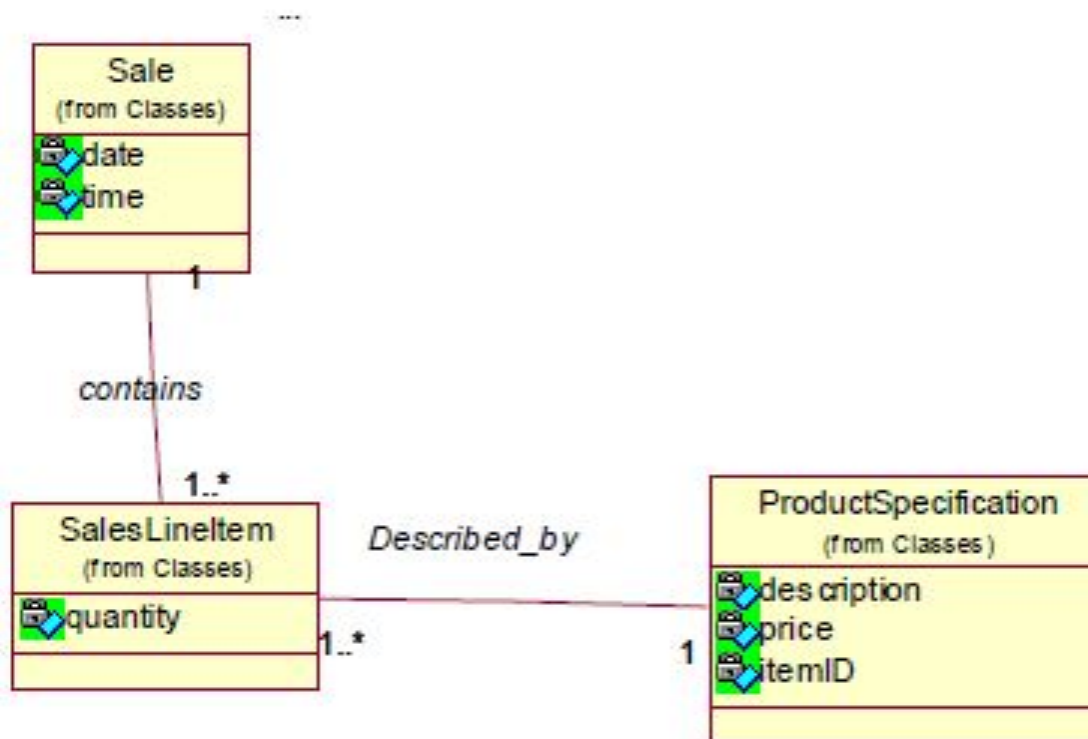 ...
Sale
(from Classes)
date
time
1
contains
1..*
SalesLineItem
(from Classes)
quantity
Described_by
1..*
1
ProductSpecification
(from Classes)
description
price
itemID